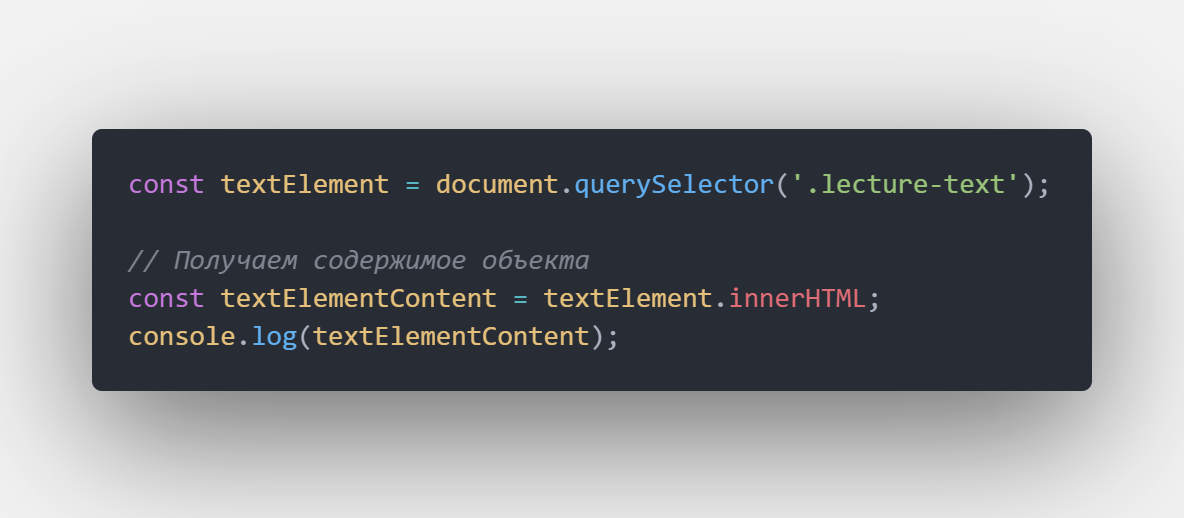 const textElement = document.querySelector('.lecture-text');
// Получаем содержимое объекта
const textElementContent = textElement.innerHTML;
console.log(textElementContent);